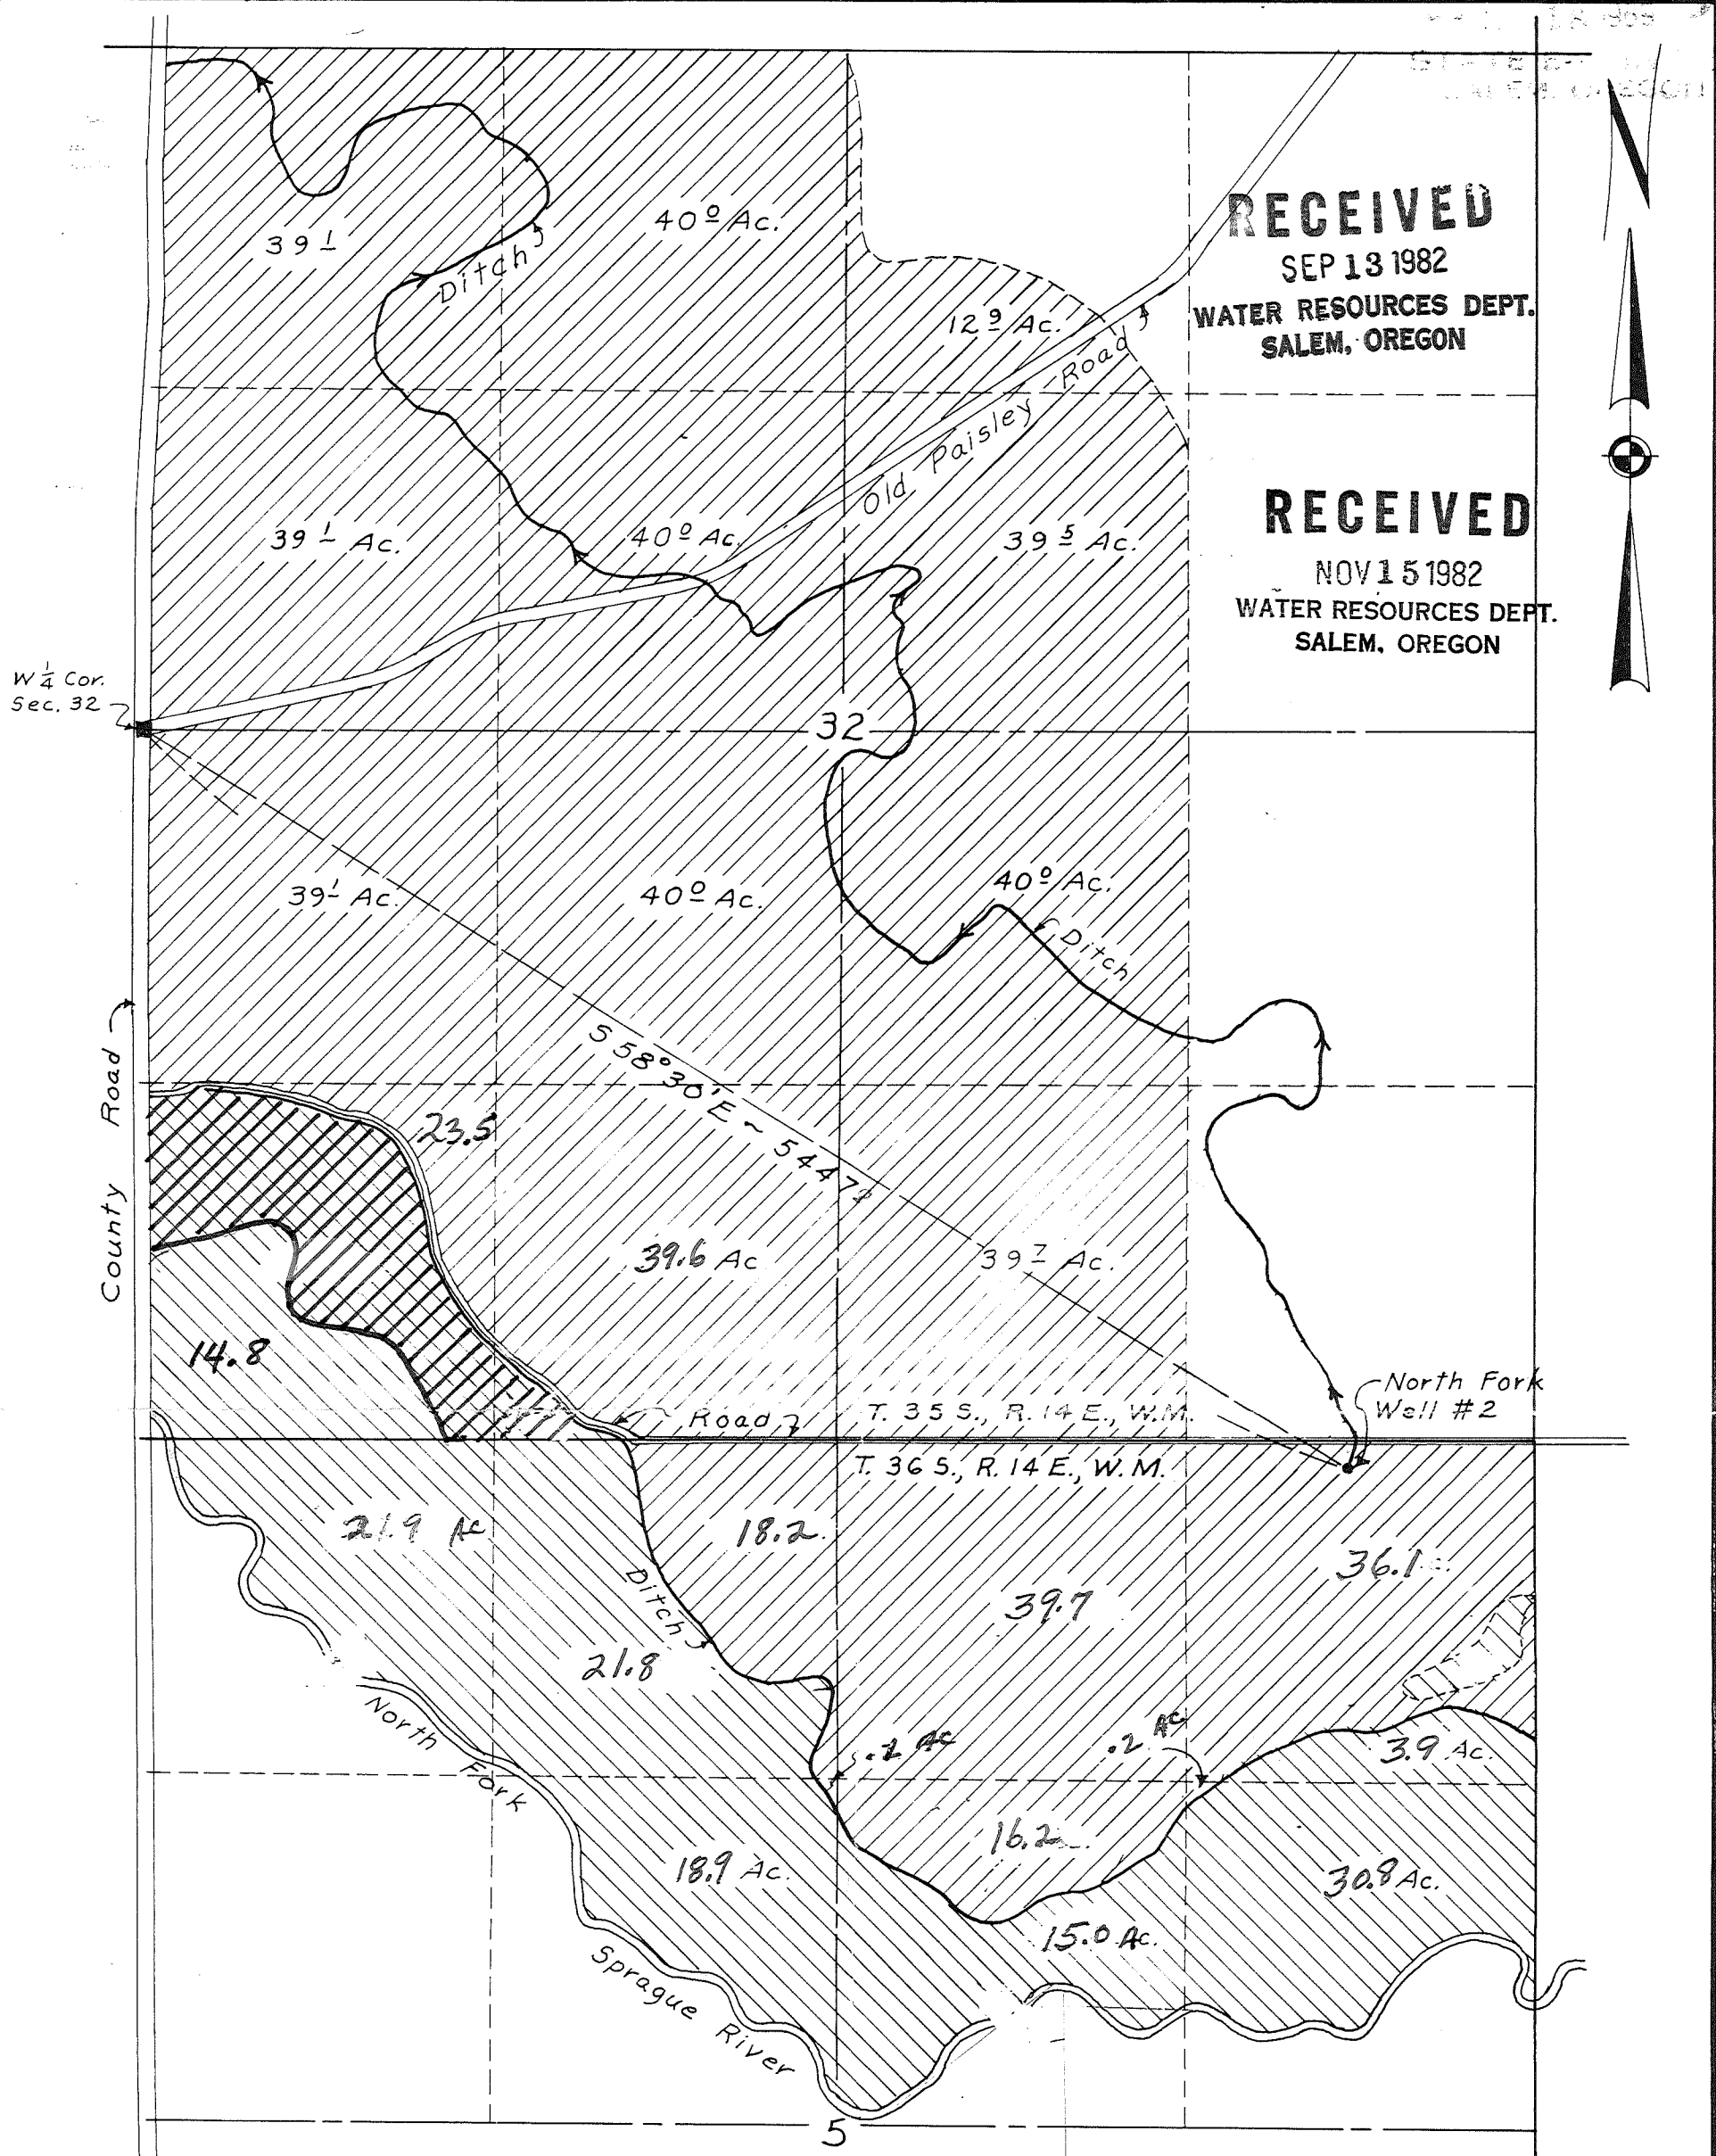 N
RECEIVED
SEP 13 1982
WATER RESOURCES DEPT.
SALEM, OREGON
40 0 Ac.
39 1
Ditch
12 9 Ac.
Old Paisley Road
RECEIVED
NOV 15 1982
WATER RESOURCES DEPT.
SALEM, OREGON
39 1 Ac.
40 0 Ac.
39 5 Ac.
W 1/4 Cor.
Sec. 32
32
39 1 Ac.
40 0 Ac.
40 0 Ac.
Ditch
County Road
S 58° 30' E ~ 5447
23.5
39.6 Ac
39 7 Ac.
14.8
North Fork
Well #2
Road
T. 35 S., R. 14 E., W.M.
T. 36 S., R. 14 E., W.M.
21.9 Ac
18.2
36.1
Ditch
39.7
21.8
North Fork
.2 Ac
3.9 Ac.
16.2
18.9 Ac.
30.8 Ac.
15.0 Ac.
Sprague River
5